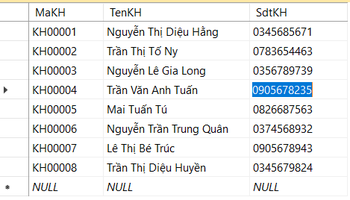 MaKH TenKH SdtKH
KH00001 Nguyễn Thị Diệu Hằng 0345685671
KH00002 Trần Thị Tố Ny 0783654463
KH00003 Nguyễn Lê Gia Long 0356789739
KH00004 Trần Văn Anh Tuấn 0905678235
KH00005 Mai Tuấn Tú 0826687563
KH00006 Nguyễn Trần Trung Quân 0374568932
KH00007 Lê Thị Bé Trúc 0905678943
KH00008 Trần Thị Diệu Huyền 0345679824
NULL NULL NULL